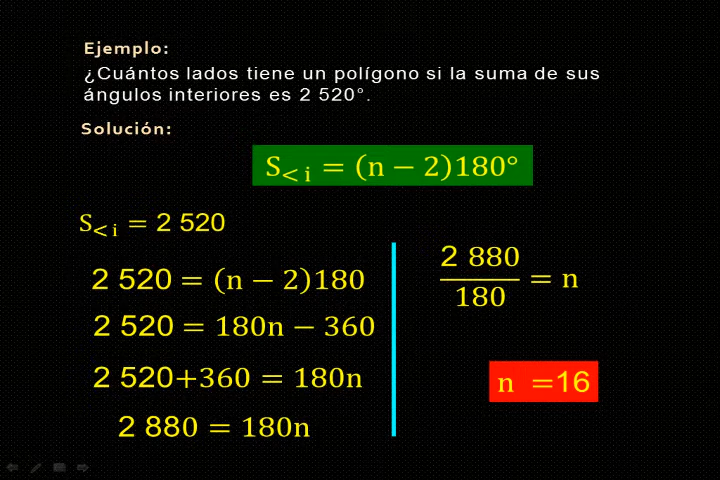 Ejemplo:
¿Cuántos lados tiene un polígono si la suma de sus
ángulos interiores es 2 520°.
Solución:
S< i = (n − 2)180°
S< i = 2 520
2 520 = (n − 2)180
2 520 = 180n − 360
2 520+360 = 180n
2 880 = 180n
2 880
180
= n
n =16